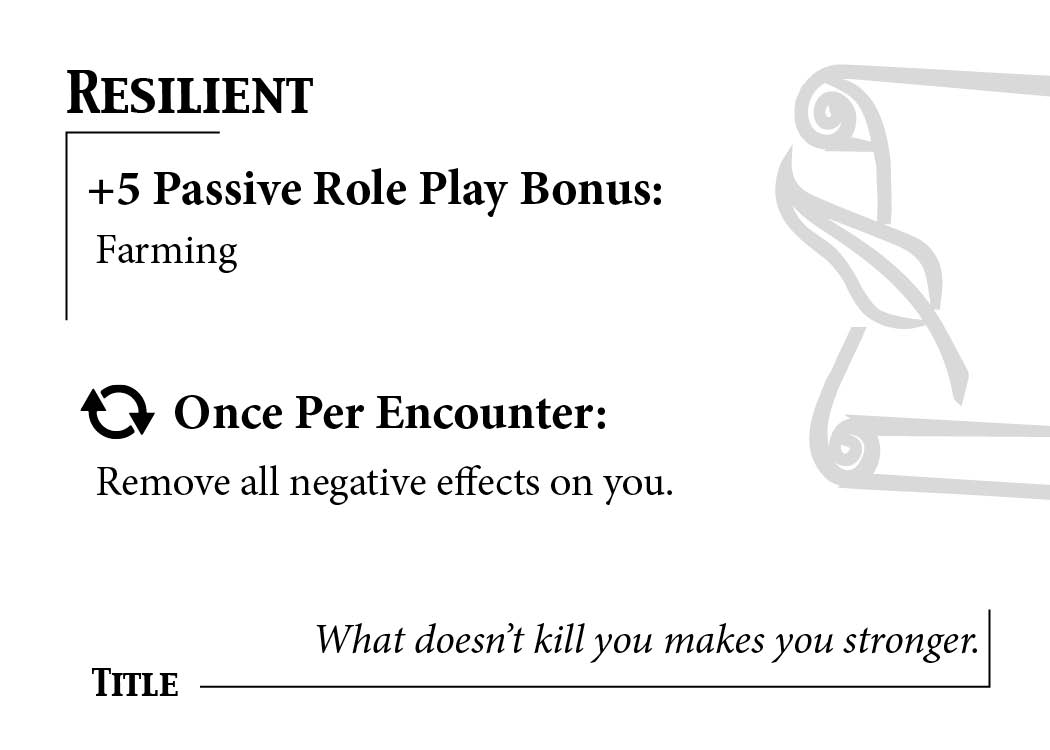 Resilient
+5 Passive Role Play Bonus:
Farming
Once Per Encounter:
Remove all negative effects on you.
What doesn’t kill you makes you stronger.
Title